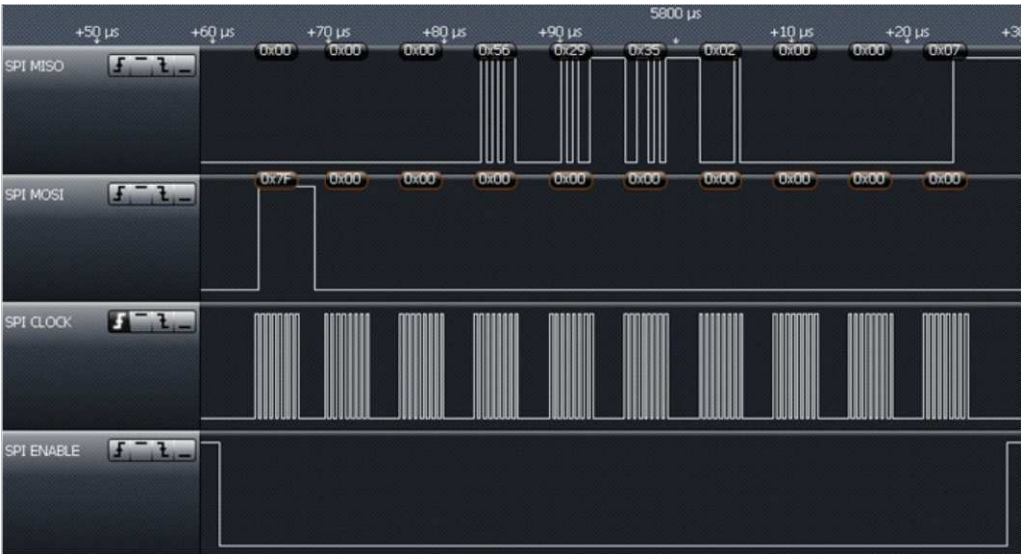 5800 μs
+50 μs +60 μs +70 μs +80 μs +90 μs +10 μs +20 μs
0x00 0x00 0x00 0x56 0x29 0x35 0x02 0x00 0x00 0x07
SPI MISO
0x7F 0x00 0x00 0x00 0x00 0x00 0x00 0x00 0x00 0x00
SPI MOSI
SPI CLOCK
SPI ENABLE